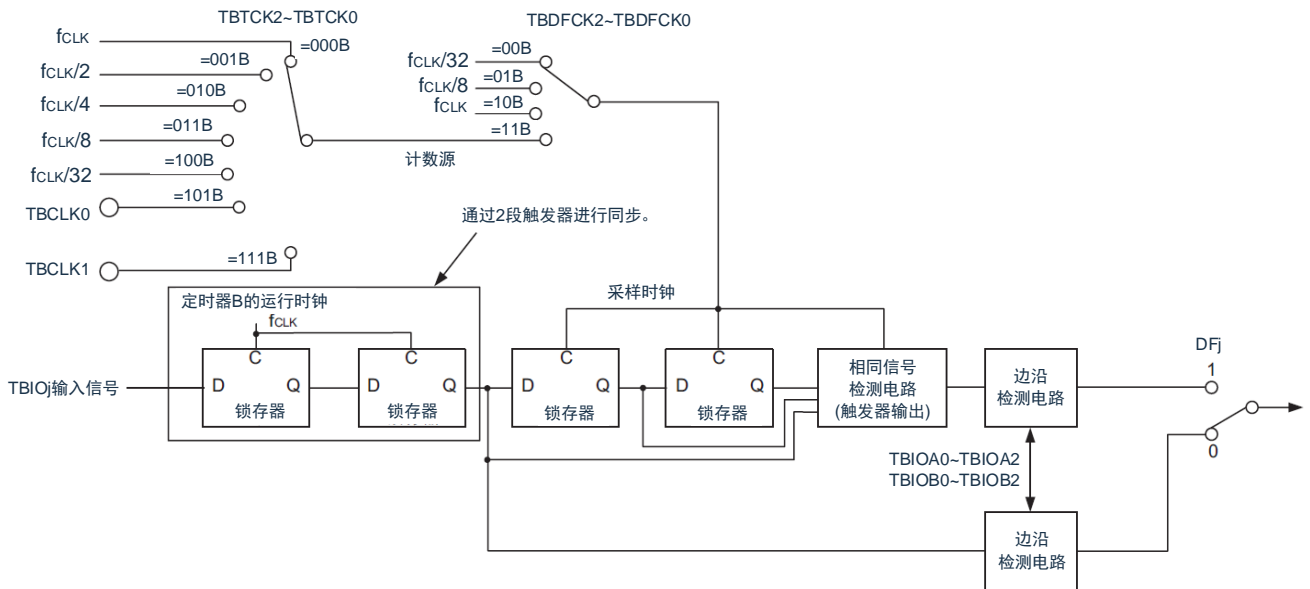 TBTCK2~TBTCK0
TBDFCK2~TBDFCK0
fCLK
=000B
fCLK/2
=001B
fCLK/4
=010B
fCLK/8
=011B
fCLK/32
=100B
TBCLK0
=101B
TBCLK1
=111B
fCLK/32
=00B
fCLK/8
=01B
fCLK
=10B
=11B
计数源
通过2段触发器进行同步。
定时器B的运行时钟
fCLK
采样时钟
TBIOj输入信号
C
D
Q
锁存器
C
D
Q
锁存器
C
D
Q
锁存器
C
D
Q
锁存器
相同信号
检测电路
(触发器输出)
边沿
检测电路
DFj
1
0
TBIOA0~TBIOA2
TBIOB0~TBIOB2
边沿
检测电路